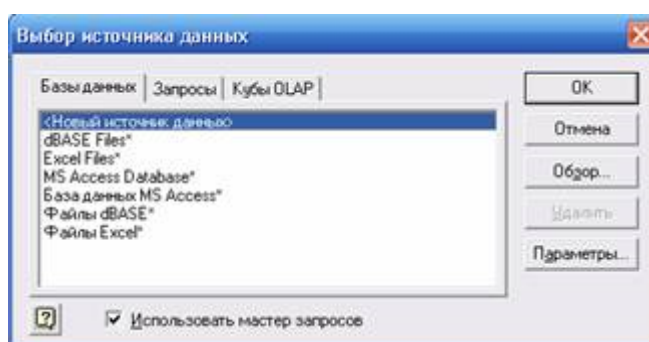 Выбор источника данных
Базы данных Запросы Кубы OLAP
<Новый источник данных>
dBASE Files*
Excel Files*
MS Access Database*
База данных MS Access*
Файлы dBASE*
Файлы Excel*
OK
Отмена
Обзор...
Удалить
Параметры...
Использовать мастер запросов